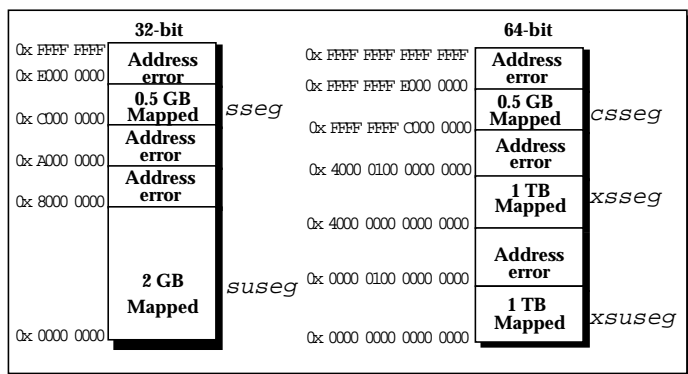 32-bit
0x FFFF FFFF
Address
error
0x E000 0000
0.5 GB
Mapped
sseg
0x C000 0000
Address
error
0x A000 0000
Address
error
0x 8000 0000
2 GB
Mapped
suseg
0x 0000 0000
64-bit
0x FFFF FFFF FFFF FFFF
Address
error
0x FFFF FFFF E000 0000
0.5 GB
Mapped
csseg
0x FFFF FFFF C000 0000
Address
error
0x 4000 0100 0000 0000
1 TB
Mapped
xsseg
0x 4000 0000 0000 0000
Address
error
0x 0000 0100 0000 0000
1 TB
Mapped
xsuseg
0x 0000 0000 0000 0000